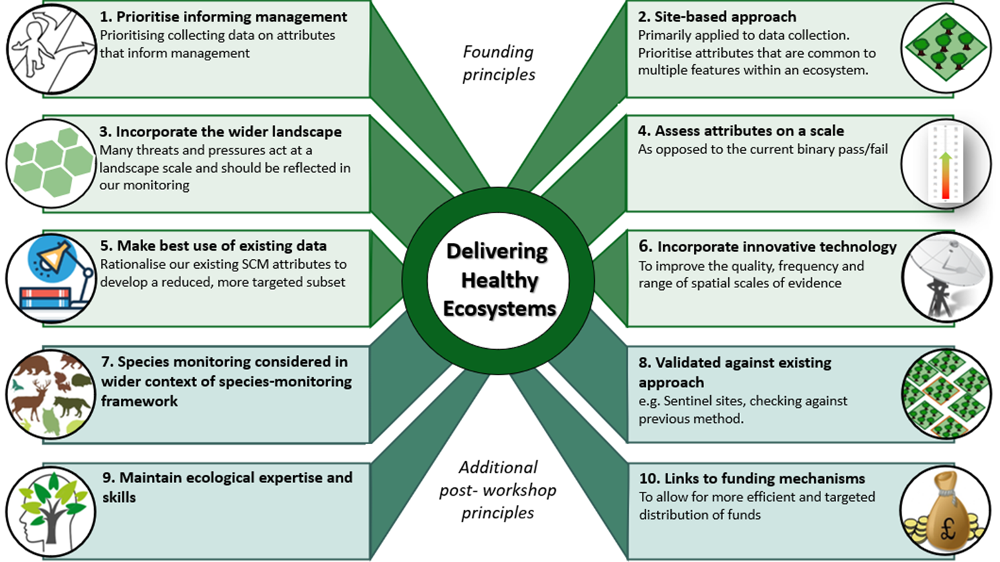 1. Prioritise informing management
Prioritising collecting data on attributes
that inform management
Founding
principles
2. Site-based approach
Primarily applied to data collection.
Prioritise attributes that are common to
multiple features within an ecosystem.
3. Incorporate the wider landscape
Many threats and pressures act at a
landscape scale and should be reflected in
our monitoring
4. Assess attributes on a scale
As opposed to the current binary pass/fail
5. Make best use of existing data
Rationalise our existing SCM attributes to
develop a reduced, more targeted subset
Delivering
Healthy
Ecosystems
6. Incorporate innovative technology
To improve the quality, frequency and
range of spatial scales of evidence
7. Species monitoring considered in
wider context of species-monitoring
framework
8. Validated against existing
approach
e.g. Sentinel sites, checking against
previous method.
9. Maintain ecological expertise and
skills
Additional
post- workshop
principles
10. Links to funding mechanisms
To allow for more efficient and targeted
distribution of funds
£